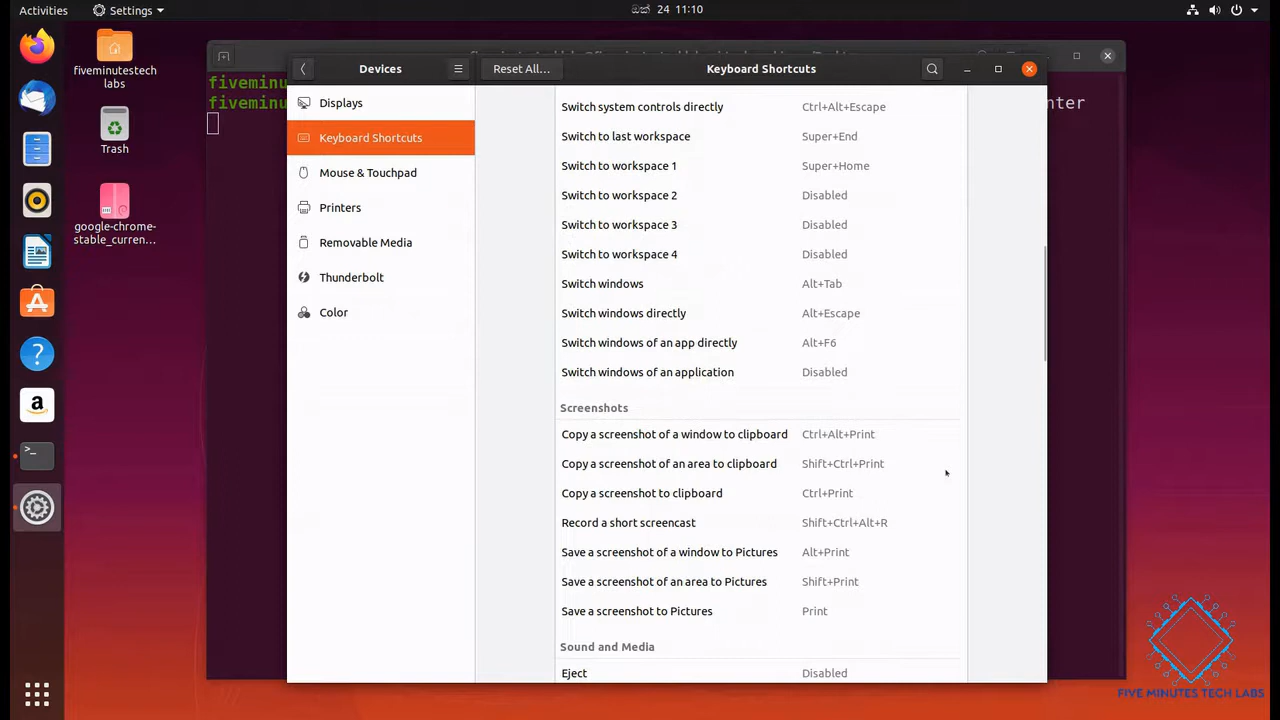 Activities
Settings
ඔක් 24 11:10
fiveminutestech
labs
Trash
google-chrome-
stable_curren...
fiveminu
fiveminu
nter
Devices
Reset All...
Keyboard Shortcuts
Displays
Keyboard Shortcuts
Mouse & Touchpad
Printers
Removable Media
Thunderbolt
Color
Switch system controls directly Ctrl+Alt+Escape
Switch to last workspace Super+End
Switch to workspace 1 Super+Home
Switch to workspace 2 Disabled
Switch to workspace 3 Disabled
Switch to workspace 4 Disabled
Switch windows Alt+Tab
Switch windows directly Alt+Escape
Switch windows of an app directly Alt+F6
Switch windows of an application Disabled
Screenshots
Copy a screenshot of a window to clipboard Ctrl+Alt+Print
Copy a screenshot of an area to clipboard Shift+Ctrl+Print
Copy a screenshot to clipboard Ctrl+Print
Record a short screencast Shift+Ctrl+Alt+R
Save a screenshot of a window to Pictures Alt+Print
Save a screenshot of an area to Pictures Shift+Print
Save a screenshot to Pictures Print
Sound and Media
Eject Disabled
FIVE MINUTES TECH LABS